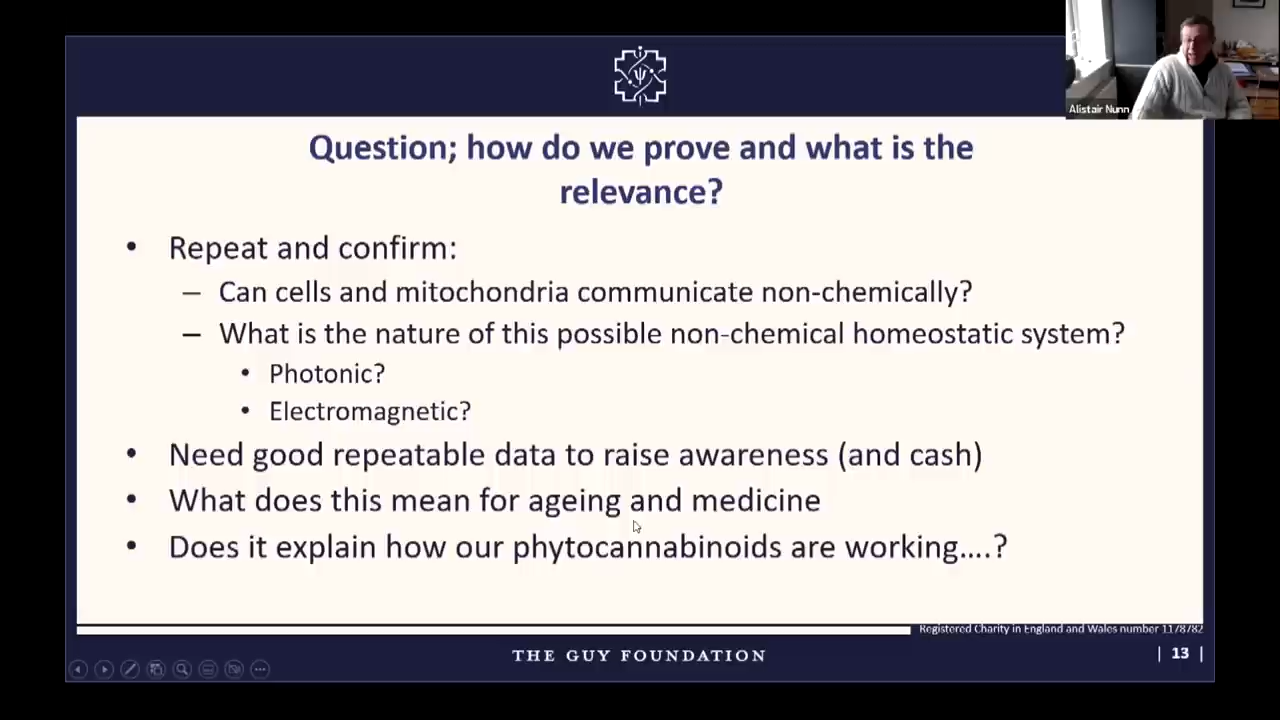 Alistair Nunn
Question; how do we prove and what is the
relevance?
• Repeat and confirm:
– Can cells and mitochondria communicate non-chemically?
– What is the nature of this possible non-chemical homeostatic system?
• Photonic?
• Electromagnetic?
• Need good repeatable data to raise awareness (and cash)
• What does this mean for ageing and medicine
• Does it explain how our phytocannabinoids are working….?
Registered Charity in England and Wales number 1178782
THE GUY FOUNDATION
| 13 |